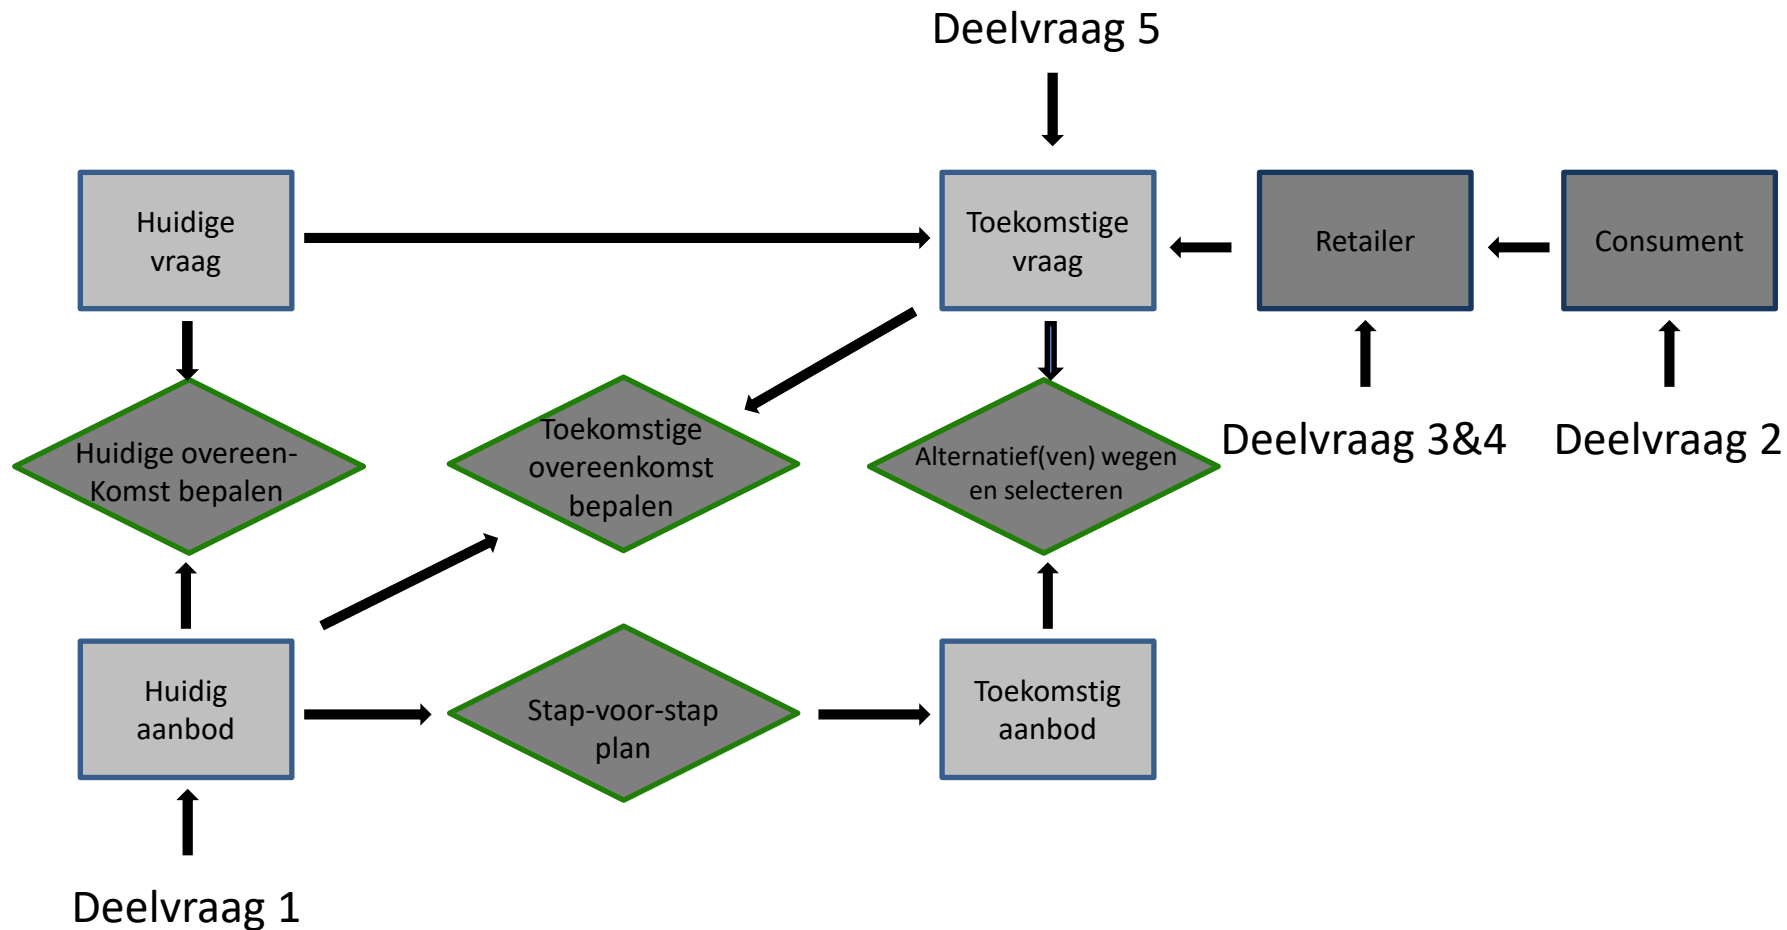 Deelvraag 5
Huidige
vraag
Toekomstige
vraag
Retailer
Consument
Huidige overeen-
Komst bepalen
Toekomstige
overeenkomst
bepalen
Alternatief(ven) wegen
en selecteren
Deelvraag 3&4
Deelvraag 2
Huidig
aanbod
Stap-voor-stap
plan
Toekomstig
aanbod
Deelvraag 1